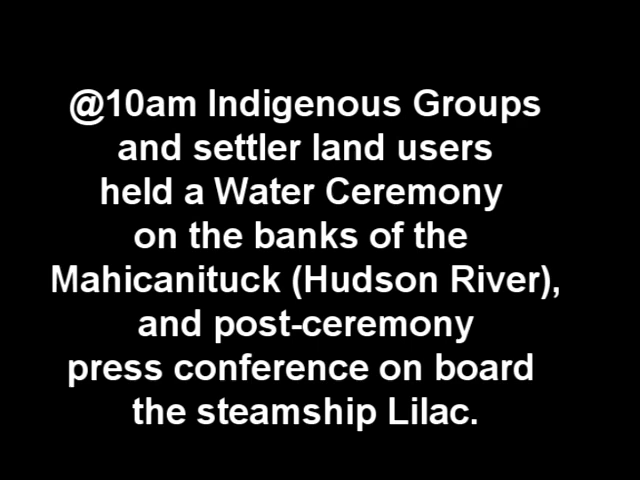 @10am Indigenous Groups
and settler land users
held a Water Ceremony
on the banks of the
Mahicanituck (Hudson River),
and post-ceremony
press conference on board
the steamship Lilac.